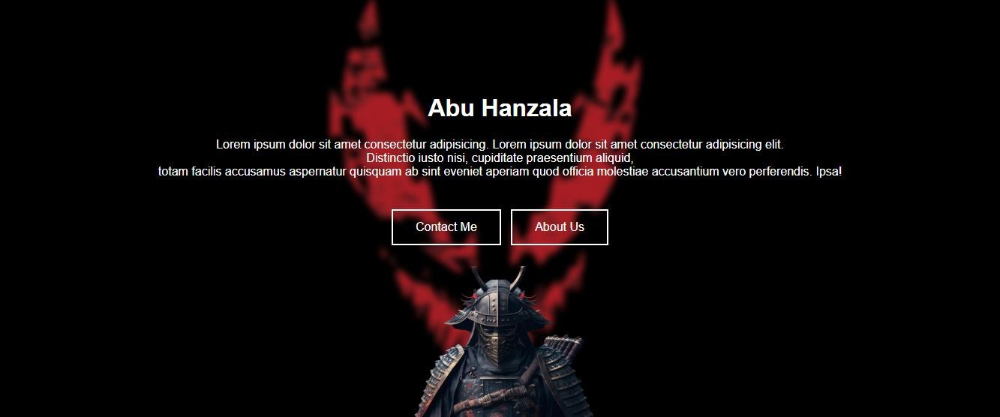 Abu Hanzala
Lorem ipsum dolor sit amet consectetur adipisicing. Lorem ipsum dolor sit amet consectetur adipisicing elit.
Distinctio iusto nisi, cupiditate praesentium aliquid,
totam facilis accusamus aspernatur quisquam ab sint eveniet aperiam quod officia molestiae accusantium vero perferendis. Ipsa!
Contact Me
About Us